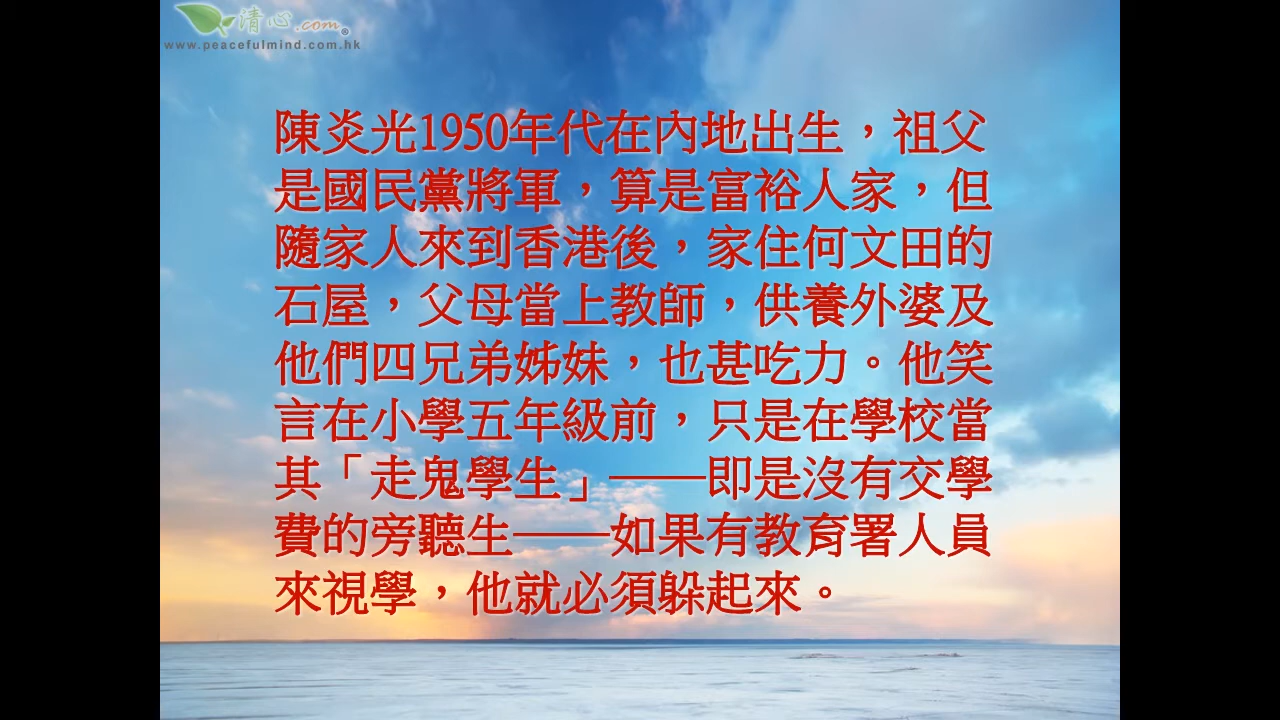 清心.com®
www.peacefulmind.com.hk
陳炎光1950年代在內地出生，祖父
是國民黨將軍，算是富裕人家，但
隨家人來到香港後，家住何文田的
石屋，父母當上教師，供養外婆及
他們四兄弟姊妹，也甚吃力。他笑
言在小學五年級前，只是在學校當
其「走鬼學生」——即是沒有交學
費的旁聽生——如果有教育署人員
來視學，他就必須躲起來。